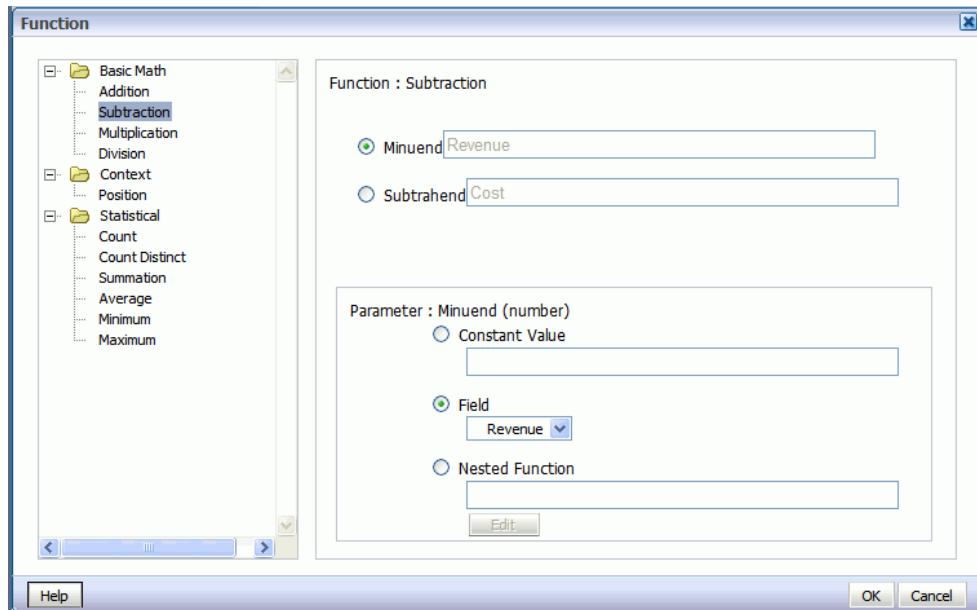 Function
Basic Math
Addition
Subtraction
Multiplication
Division
Context
Position
Statistical
Count
Count Distinct
Summation
Average
Minimum
Maximum
Function : Subtraction
Minuend Revenue
Subtrahend Cost
Parameter : Minuend (number)
Constant Value
Field
Revenue
Nested Function
Edit
Help
OK
Cancel